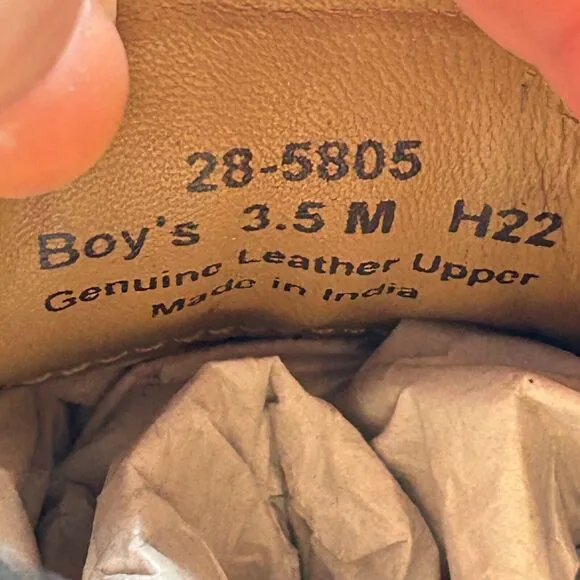 28-5805
Boy's 3.5 M H22
Genuine Leather Upper
Made in India